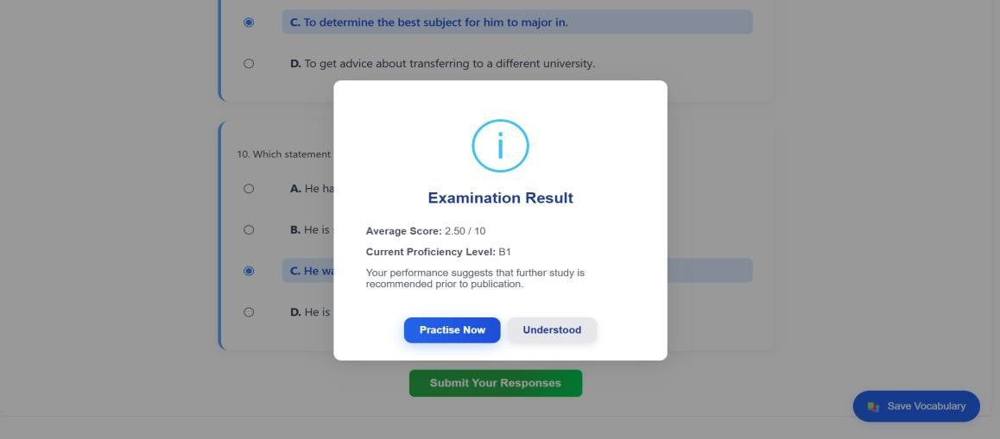 C. To determine the best subject for him to major in.
D. To get advice about transferring to a different university.
10. Which statement
A. He ha
B. He is
C. He wa
D. He is
i
Examination Result
Average Score: 2.50 / 10
Current Proficiency Level: B1
Your performance suggests that further study is
recommended prior to publication.
Practise Now
Understood
Submit Your Responses
Save Vocabulary